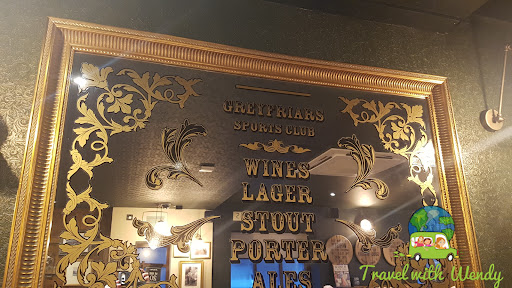 GREYFRIARS
SPORTS CLUB
WINES
LAGER
STOUT
PORTER
ALES
Travel with Wendy